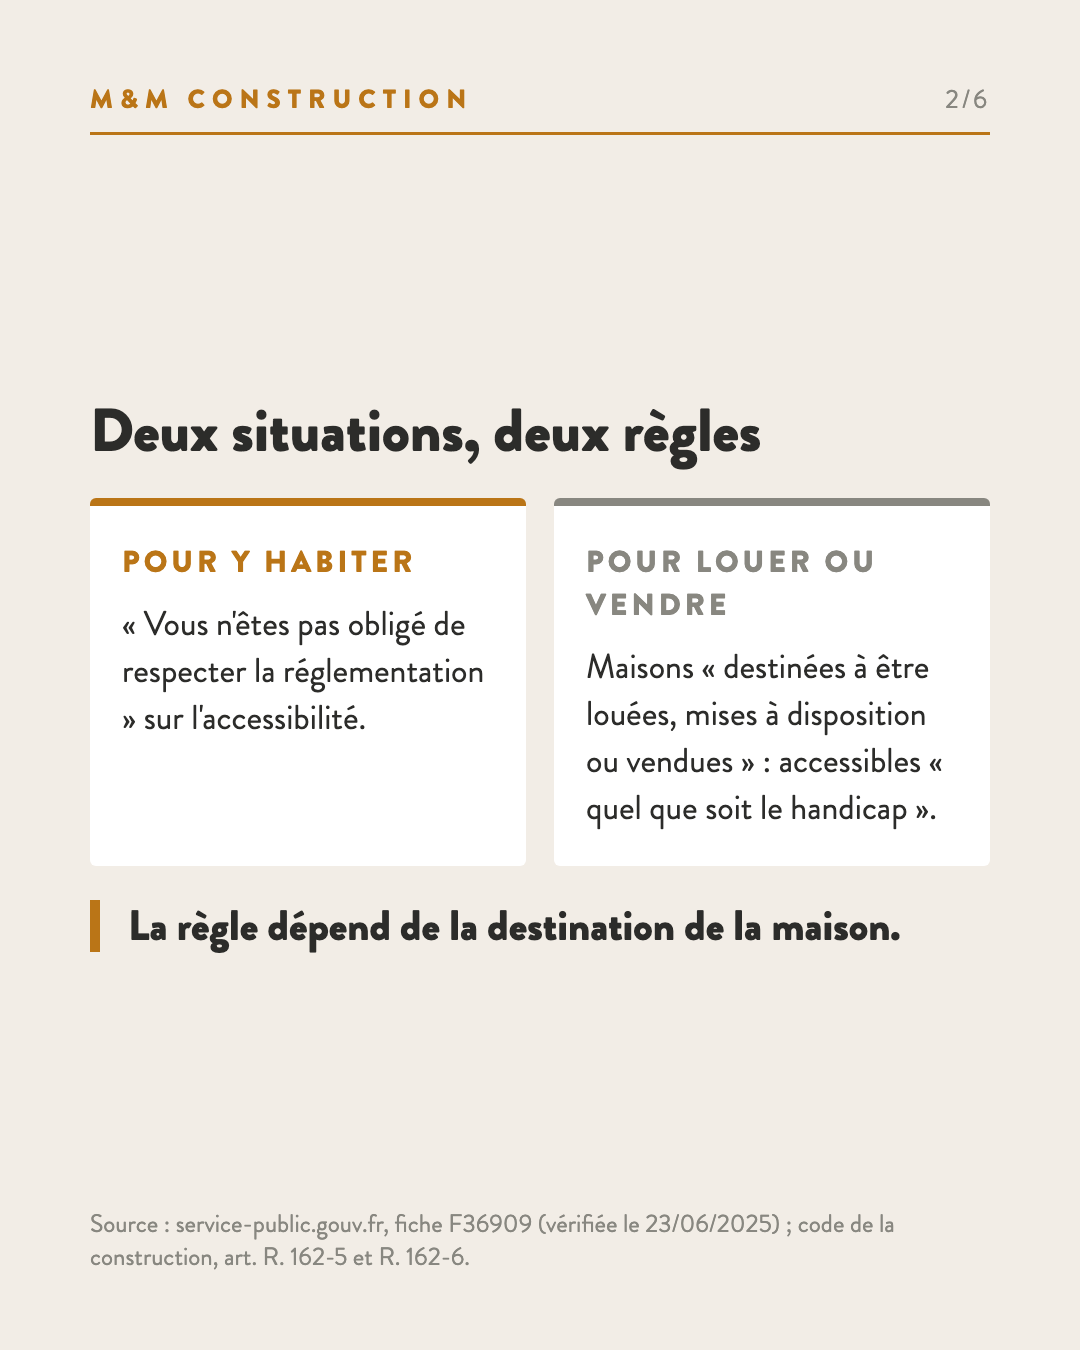 M&M CONSTRUCTION
2/6
Deux situations, deux règles
POUR Y HABITER
« Vous n'êtes pas obligé de
respecter la réglementation
» sur l'accessibilité.
POUR LOUER OU
VENDRE
Maisons « destinées à être
louées, mises à disposition
ou vendues » : accessibles «
quel que soit le handicap ».
La règle dépend de la destination de la maison.
Source : service-public.gouv.fr, fiche F36909 (vérifiée le 23/06/2025) ; code de la
construction, art. R. 162-5 et R. 162-6.